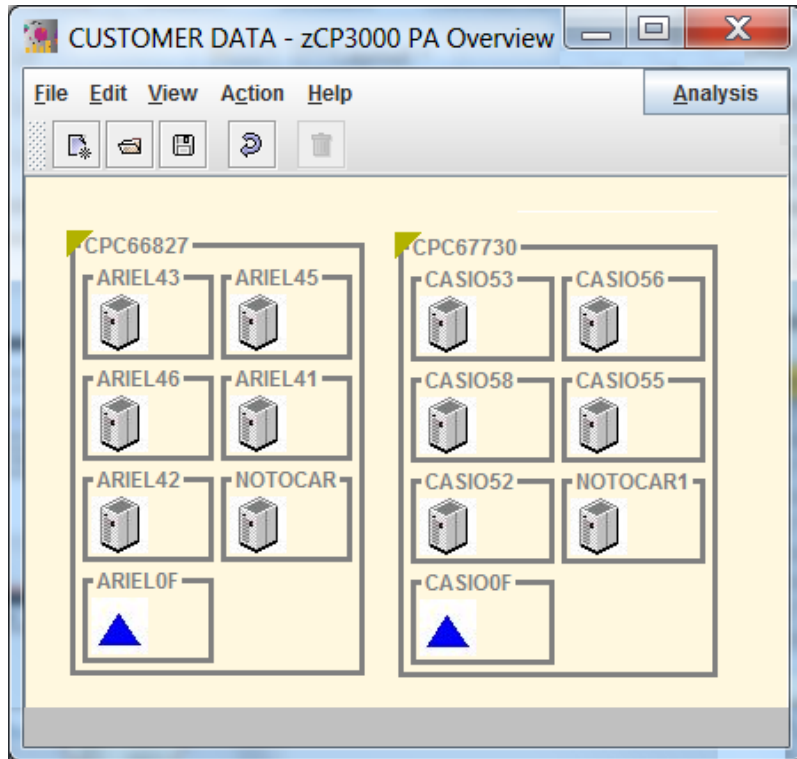 CUSTOMER DATA - zCP3000 PA Overview
File Edit View Action Help Analysis
CPC66827
ARIEL43 ARIEL45
ARIEL46 ARIEL41
ARIEL42 NOTOCAR
ARIEL0F
CPC67730
CASIO53 CASIO56
CASIO58 CASIO55
CASIO52 NOTOCAR1
CASIO0F